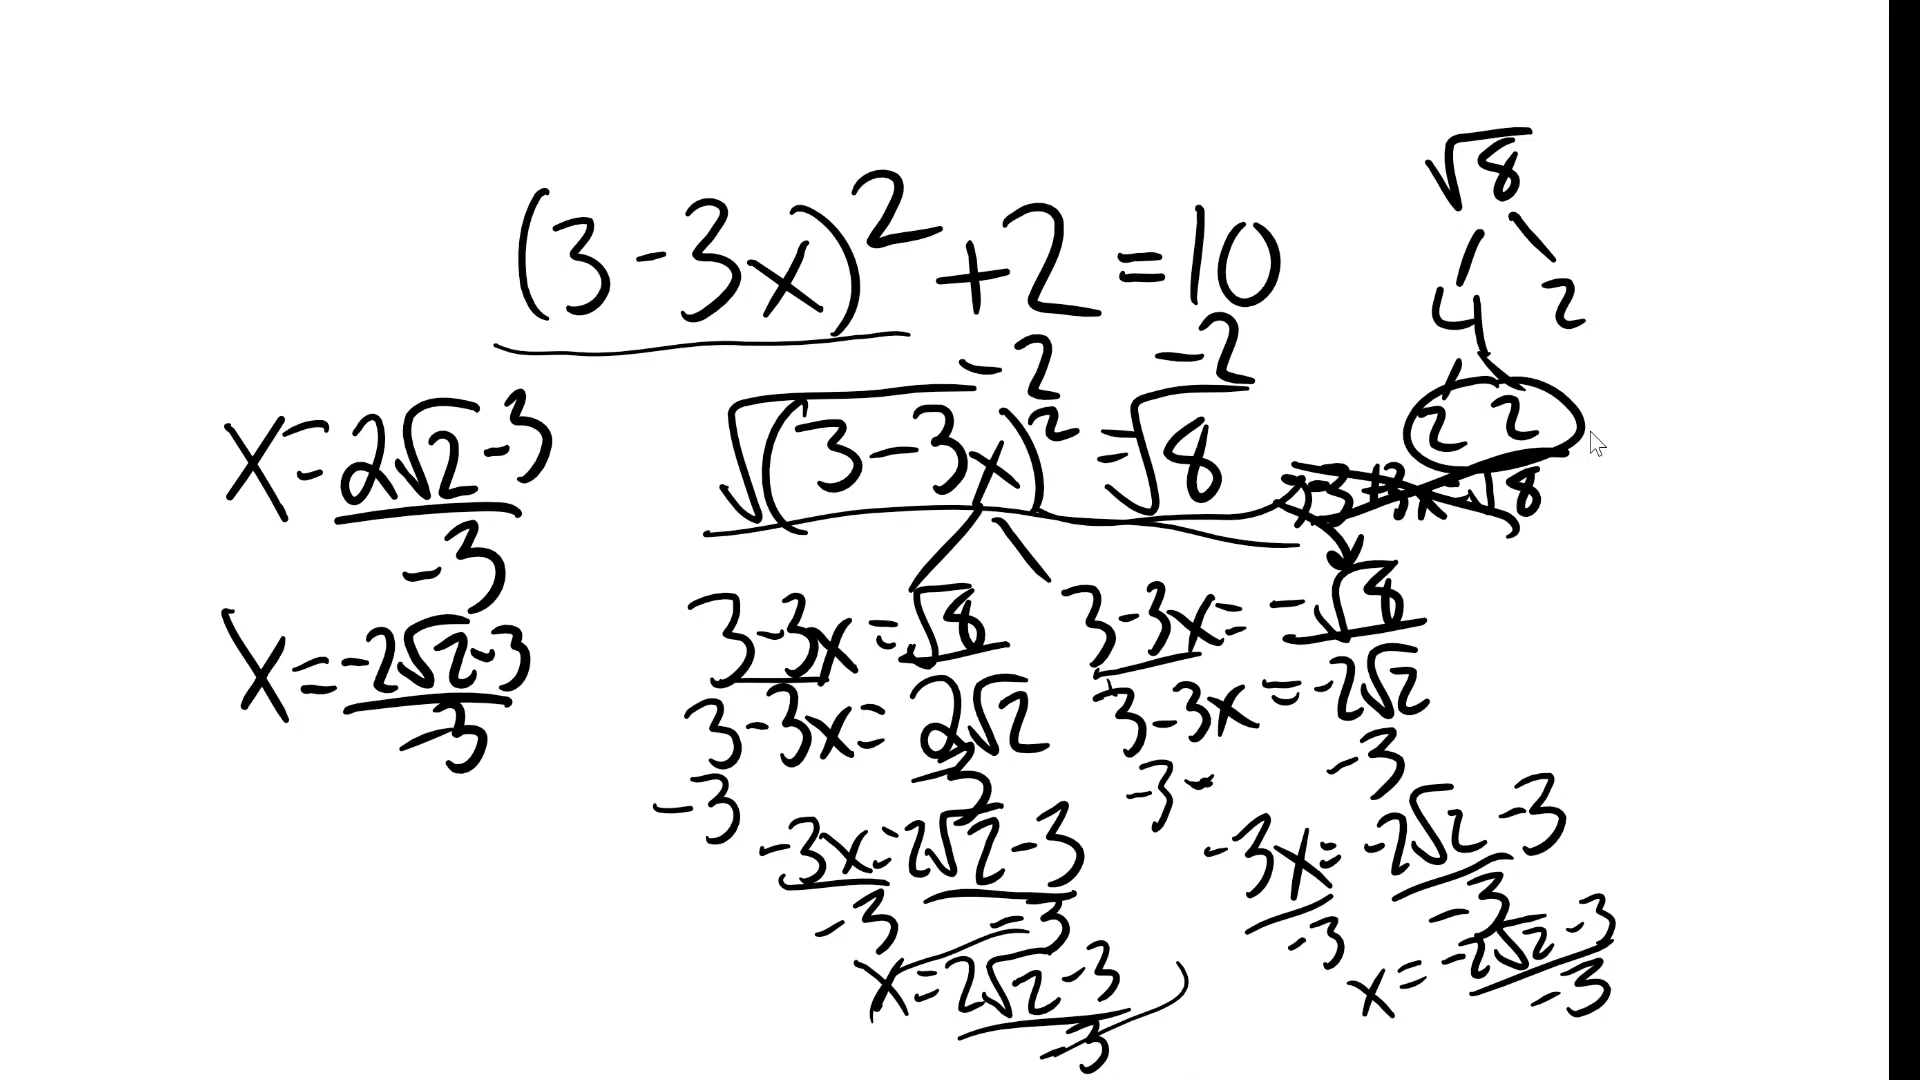 (3-3x)²+2=10
-2 -2
√(3-3x)² = √8
3-3x=√8
3-3x=2√2
-3 -3
-3x=2√2-3
-3 -3
x=2√2-3
-3
3-3x=-√8
3-3x=-2√2
-3 -3
-3x=-2√2-3
-3 -3
x=-2√2-3
-3
√8
4 2
2 2
x=2√2-3
-3
x=-2√2-3
-3